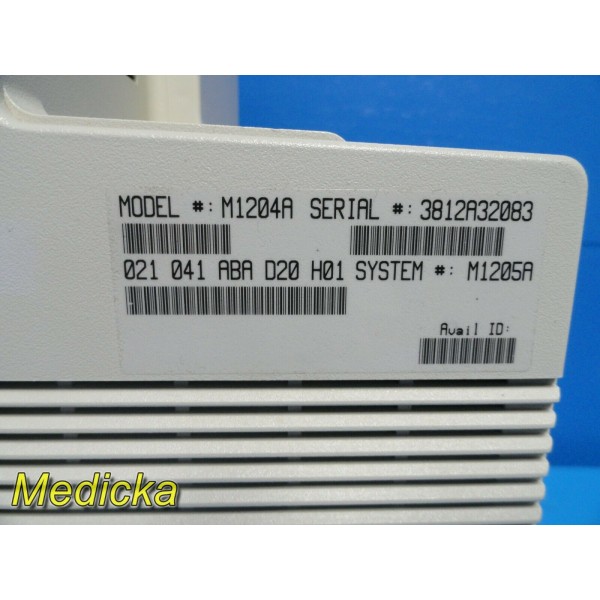 MODEL #: M1204A SERIAL #: 3812A32083
021 041 ABA D20 H01 SYSTEM #: M1205A
Avail ID:
Medicka